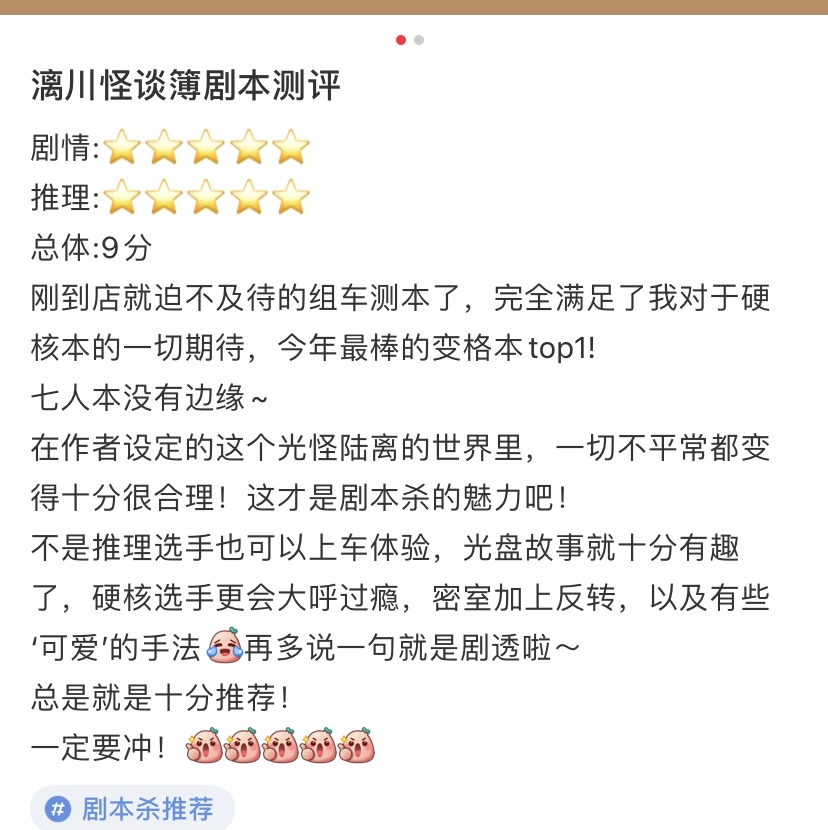 漓川怪谈簿剧本测评
剧情:⭐⭐⭐⭐⭐
推理:⭐⭐⭐⭐⭐
总体:9分
刚到店就迫不及待的组车测本了，完全满足了我对于硬
核本的一切期待，今年最棒的变格本top1!
七人本没有边缘~
在作者设定的这个光怪陆离的世界里，一切不平常都变
得十分很合理！这才是剧本杀的魅力吧！
不是推理选手也可以上车体验，光盘故事就十分有趣
了，硬核选手更会大呼过瘾，密室加上反转，以及有些
‘可爱’的手法再多说一句就是剧透啦～
总是就是十分推荐！
一定要冲！
# 剧本杀推荐